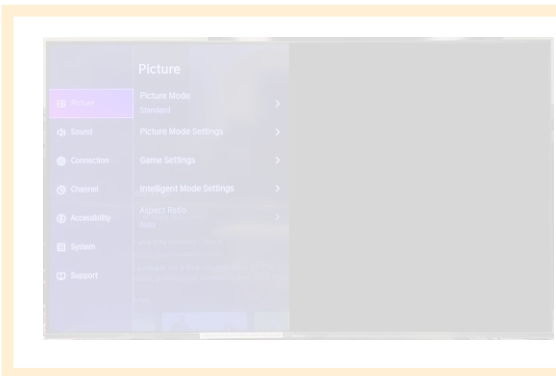 Picture
Picture
Picture Mode
Standard
Sound
Picture Mode Settings
Connection
Game Settings
Channel
Intelligent Mode Settings
Accessibility
Aspect Ratio
Auto
System
Support